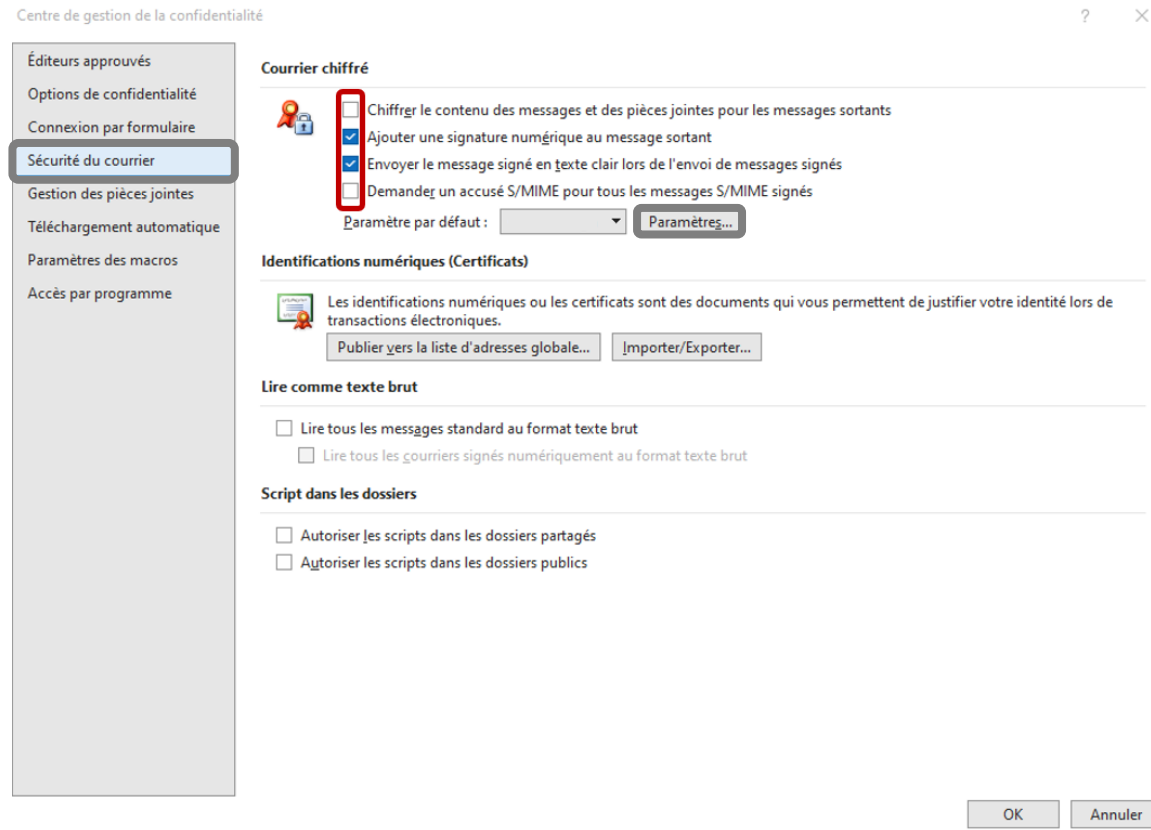 Centre de gestion de la confidentialité
?
Éditeurs approuvés
Options de confidentialité
Connexion par formulaire
Sécurité du courrier
Gestion des pièces jointes
Téléchargement automatique
Paramètres des macros
Accès par programme
Courrier chiffré
Chiffrer le contenu des messages et des pièces jointes pour les messages sortants
Ajouter une signature numérique au message sortant
Envoyer le message signé en texte clair lors de l'envoi de messages signés
Demander un accusé S/MIME pour tous les messages S/MIME signés
Paramètre par défaut : Paramètres...
Identifications numériques (Certificats)
Les identifications numériques ou les certificats sont des documents qui vous permettent de justifier votre identité lors de
transactions électroniques.
Publier vers la liste d'adresses globale... Importer/Exporter...
Lire comme texte brut
Lire tous les messages standard au format texte brut
Lire tous les courriers signés numériquement au format texte brut
Script dans les dossiers
Autoriser les scripts dans les dossiers partagés
Autoriser les scripts dans les dossiers publics
OK Annuler